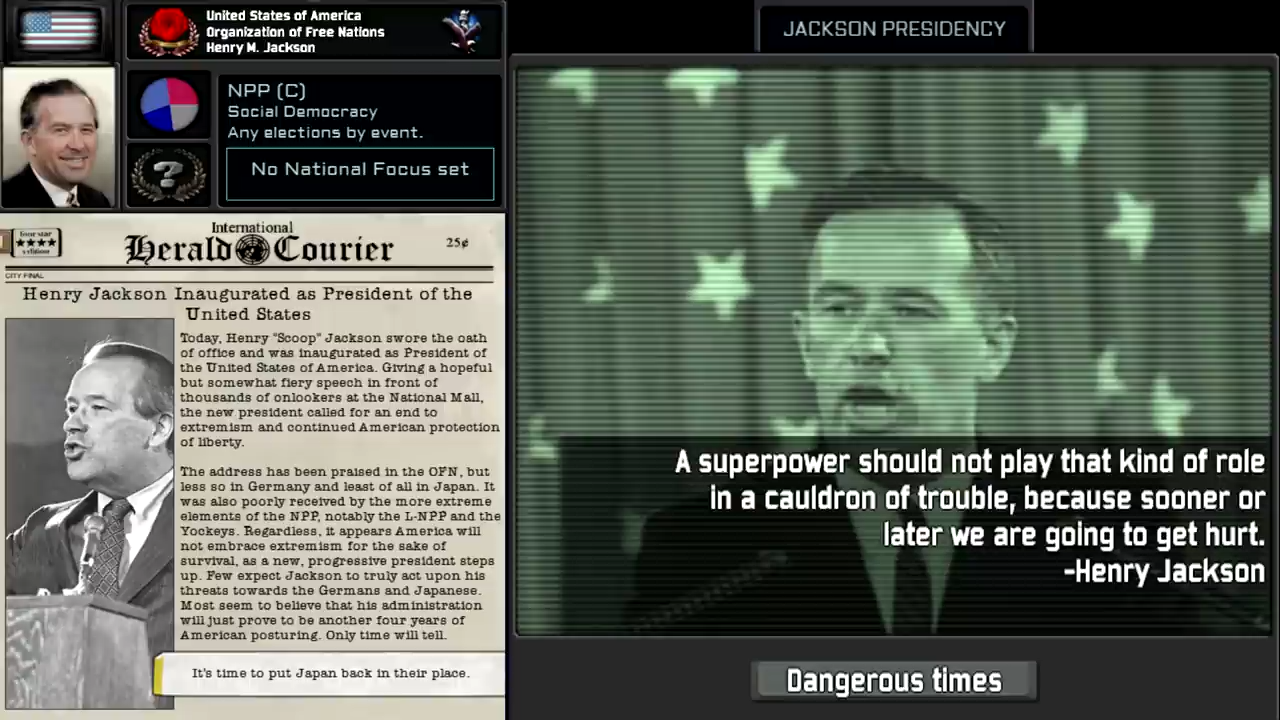 United States of America
Organization of Free Nations
Henry M. Jackson
NPP (C)
Social Democracy
Any elections by event.
No National Focus set
International
Herald Courier
four star
★★★★
edition
25¢
CITY FINAL
Henry Jackson Inaugurated as President of the
United States
Today, Henry "Scoop" Jackson swore the oath
of office and was inaugurated as President of
the United States of America. Giving a hopeful
but somewhat fiery speech in front of
thousands of onlookers at the National Mall,
the new president called for an end to
extremism and continued American protection
of liberty.
The address has been praised in the OFN, but
less so in Germany and least of all in Japan. It
was also poorly received by the more extreme
elements of the NPP, notably the L-NPP and the
Yockeys. Regardless, it appears America will
not embrace extremism for the sake of
survival, as a new, progressive president steps
up. Few expect Jackson to truly act upon his
threats towards the Germans and Japanese.
Most seem to believe that his administration
will just prove to be another four years of
American posturing. Only time will tell.
It's time to put Japan back in their place.
JACKSON PRESIDENCY
A superpower should not play that kind of role
in a cauldron of trouble, because sooner or
later we are going to get hurt.
-Henry Jackson
Dangerous times